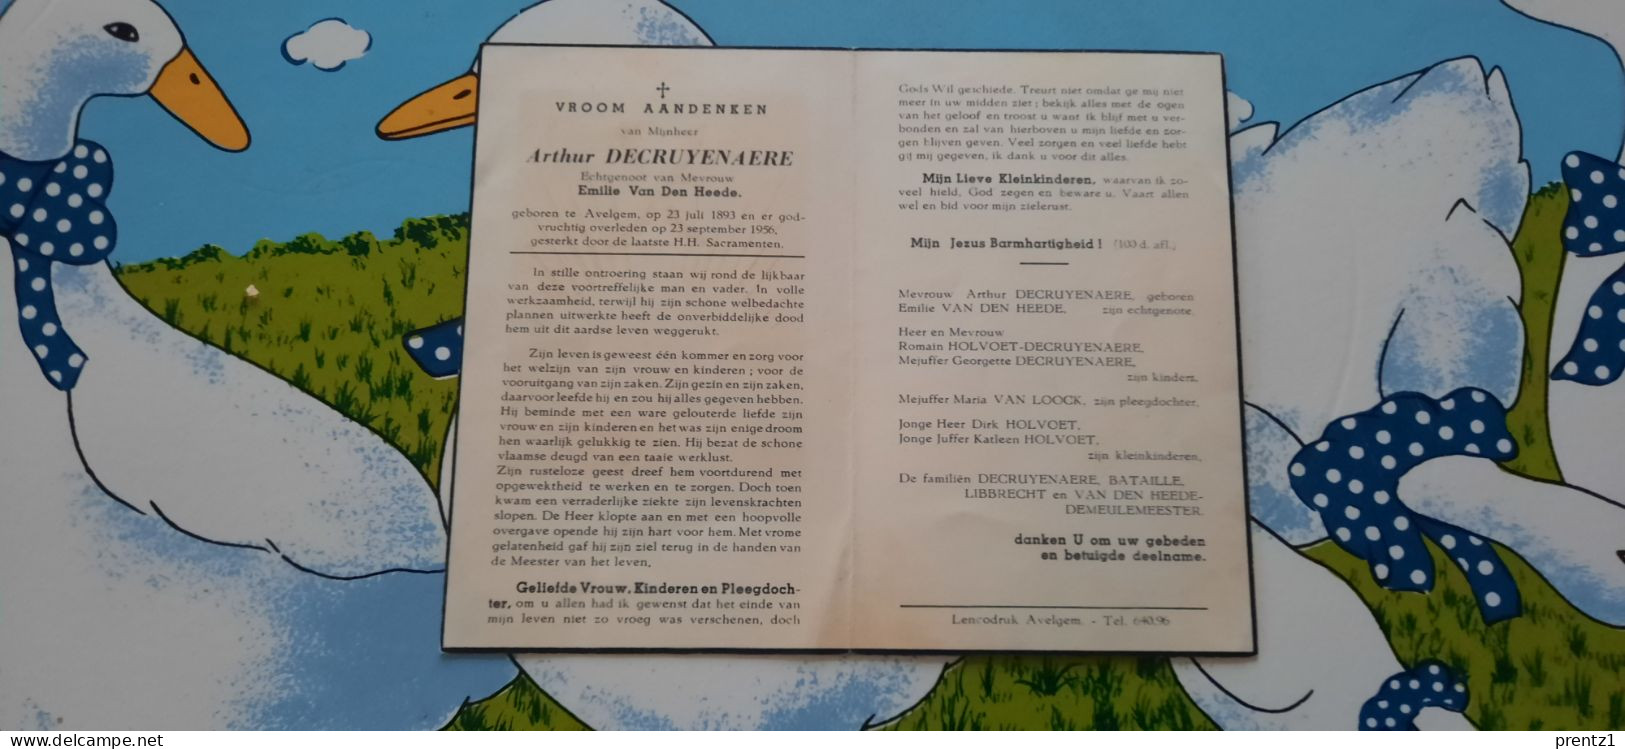 VROOM AANDENKEN
van Mijnheer
Arthur DECRUYENAERE
Echtgenoot van Mevrouw
Emilie Van Den Heede.
geboren te Avelgem, op 23 juli 1893 en er god-
vruchtig overleden op 23 september 1956,
gesterkt door de laatste H.H. Sacramenten.
In stille ontroering staan wij rond de lijkbaar
van deze voortreffelijke man en vader. In volle
werkzaamheid, terwijl hij zijn schone welbedachte
plannen uitwerkte heeft de onverbiddelijke dood
hem uit dit aardse leven weggerukt.
Zijn leven is geweest één kommer en zorg voor
het welzijn van zijn vrouw en kinderen ; voor de
vooruitgang van zijn zaken. Zijn gezin en zijn zaken,
daarvoor leefde hij en zou hij alles gegeven hebben.
Hij beminde met een ware gelouterde liefde zijn
vrouw en zijn kinderen en het was zijn enige droom
hen waarlijk gelukkig te zien. Hij bezat de schone
vlaamse deugd van een taaie werklust.
Zijn rusteloze geest dreef hem voortdurend met
opgewektheid te werken en te zorgen. Doch toen
kwam een verraderlijke ziekte zijn levenskrachten
slopen. De Heer klopte aan en met een hoopvolle
overgave opende hij zijn hart voor hem. Met vrome
gelatenheid gaf hij zijn ziel terug in de handen van
de Meester van het leven.
Geliefde Vrouw, Kinderen en Pleegdoch-
ter, om u allen had ik gewenst dat het einde van
mijn leven niet zo vroeg was verschenen, doch
Gods Wil geschiede. Treurt niet omdat ge mij niet
meer in uw midden ziet ; bekijk alles met de ogen
van het geloof en troost u want ik blijf met u ver-
bonden en zal van hierboven u mijn liefde en zor-
gen blijven geven. Veel zorgen en veel liefde hebt
gij mij gegeven, ik dank u voor dit alles.
Mijn Lieve Kleinkinderen, waarvan ik zo-
veel hield, God zegen en beware u. Vaart allen
wel en bid voor mijn zielerust.
Mijn Jezus Barmhartigheid ! (100 d. afl.)
Mevrouw Arthur DECRUYENAERE, geboren
Emilie VAN DEN HEEDE, zijn echtgenote.
Heer en Mevrouw
Romain HOLVOET-DECRUYENAERE,
Mejuffer Georgette DECRUYENAERE,
zijn kinders.
Mejuffer Maria VAN LOOCK, zijn pleegdochter.
Jonge Heer Dirk HOLVOET,
Jonge Juffer Katleen HOLVOET,
zijn kleinkinderen.
De familiën DECRUYENAERE, BATAILLE,
LIBBRECHT en VAN DEN HEEDE-
DEMEULEMEESTER
danken U om uw gebeden
en betuigde deelname.
Lencodruk Avelgem. - Tel. 640.96
www.delcampe.net
prentz1